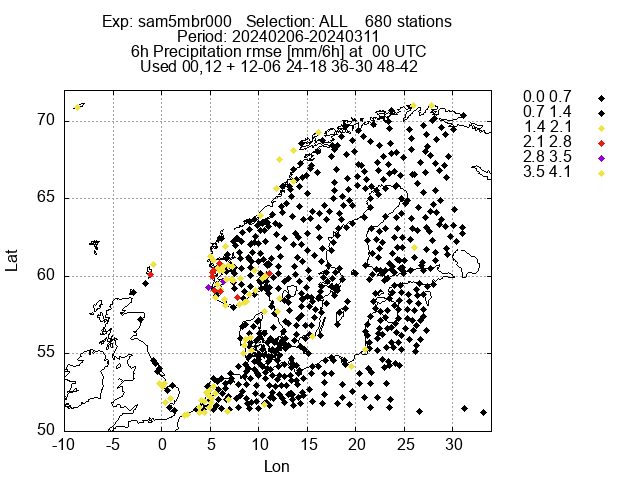 Exp: sam5mbr000 Selection: ALL 680 stations
Period: 20240206-20240311
6h Precipitation rmse [mm/6h] at 00 UTC
Used 00,12 + 12-06 24-18 36-30 48-42
0.0 0.7
0.7 1.4
1.4 2.1
2.1 2.8
2.8 3.5
3.5 4.1
70
65
60
55
50
Lat
-10 -5 0 5 10 15 20 25 30
Lon